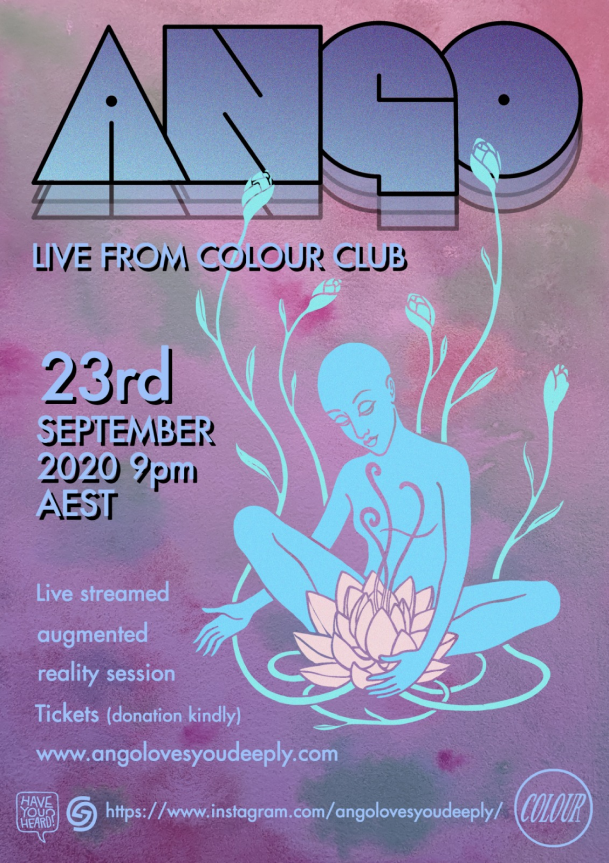 ANGO
LIVE FROM COLOUR CLUB
23rd
SEPTEMBER
2020 9pm
AEST
Live streamed
augmented
reality session
Tickets (donation kindly)
www.angolovesyoudeeply.com
HAVE
YOU
HEARD!
https://www.instagram.com/angolovesyoudeeply/
COLOUR